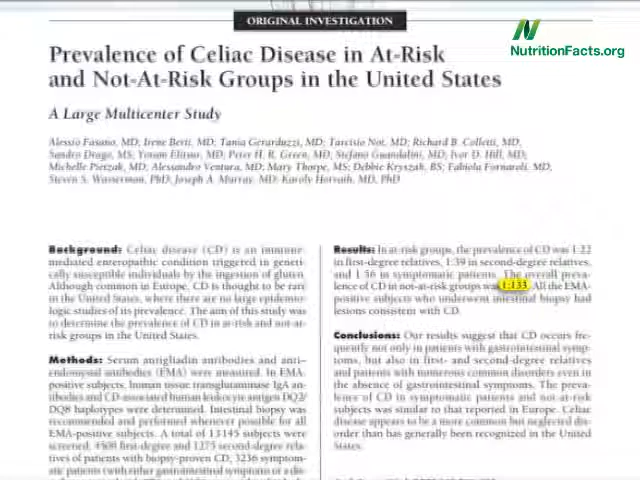 ORIGINAL INVESTIGATION
NutritionFacts.org
Prevalence of Celiac Disease in At-Risk
and Not-At-Risk Groups in the United States
A Large Multicenter Study
Alessio Fasano, MD; Irene Berti, MD; Tania Gerarduzzi, MD; Tarcisio Not, MD; Richard B. Colletti, MD;
Sandro Drago, MS; Yoram Elitsur, MD; Peter H. R. Green, MD; Stefano Guandalini, MD; Ivor D. Hill, MD;
Michelle Pietzak, MD; Alessandro Ventura, MD; Mary Thorpe, MS; Debbie Kryszak, BS; Fabiola Fornaroli, MD;
Steven S. Wasserman, PhD; Joseph A. Murray, MD; Karoly Horvath, MD, PhD
Background: Celiac disease (CD) is an immune-
mediated enteropathic condition triggered in geneti-
cally susceptible individuals by the ingestion of gluten.
Although common in Europe, CD is thought to be rare
in the United States, where there are no large epidemio-
logic studies of its prevalence. The aim of this study was
to determine the prevalence of CD in at-risk and not-at-
risk groups in the United States.
Methods: Serum antigliadin antibodies and anti-
endomysial antibodies (EMA) were measured. In EMA-
positive subjects, human tissue transglutaminase IgA an-
tibodies and CD-associated human leukocyte antigen DQ2/
DQ8 haplotypes were determined. Intestinal biopsy was
recommended and performed whenever possible for all
EMA-positive subjects. A total of 13145 subjects were
screened: 4508 first-degree and 1275 second-degree rela-
tives of patients with biopsy-proven CD, 3236 symptom-
atic patients (with either gastrointestinal symptoms or a dis-
Results: In at-risk groups, the prevalence of CD was 1:22
in first-degree relatives, 1:39 in second-degree relatives,
and 1:56 in symptomatic patients. The overall preva-
lence of CD in not-at-risk groups was 1:133. All the EMA-
positive subjects who underwent intestinal biopsy had
lesions consistent with CD.
Conclusions: Our results suggest that CD occurs fre-
quently not only in patients with gastrointestinal symp-
toms, but also in first- and second-degree relatives
and patients with numerous common disorders even in
the absence of gastrointestinal symptoms. The preva-
lence of CD in symptomatic patients and not-at-risk
subjects was similar to that reported in Europe. Celiac
disease appears to be a more common but neglected dis-
order than has generally been recognized in the United
States.